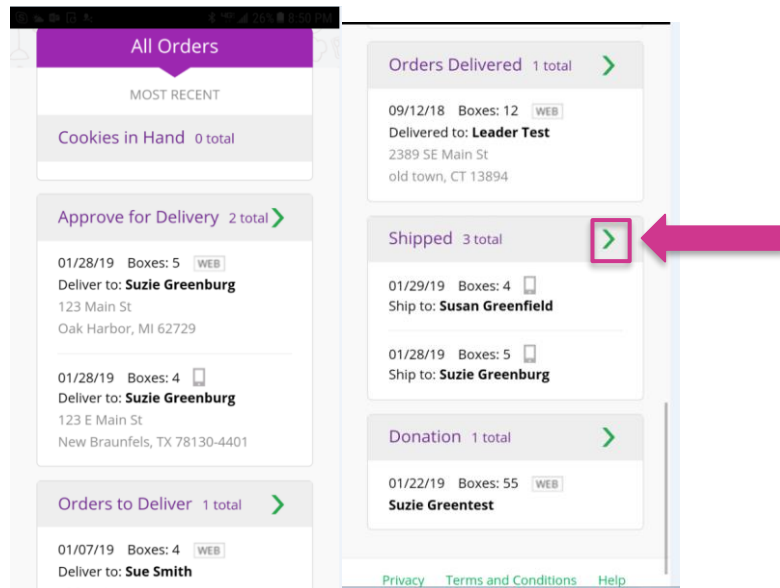 26% 8:50 PM
All Orders
MOST RECENT
Cookies in Hand 0 total
Approve for Delivery 2 total
01/28/19 Boxes: 5 WEB
Deliver to: Suzie Greenburg
123 Main St
Oak Harbor, MI 62729
01/28/19 Boxes: 4
Deliver to: Suzie Greenburg
123 E Main St
New Braunfels, TX 78130-4401
Orders to Deliver 1 total
01/07/19 Boxes: 4 WEB
Deliver to: Sue Smith
Orders Delivered 1 total
09/12/18 Boxes: 12 WEB
Delivered to: Leader Test
2389 SE Main St
old town, CT 13894
Shipped 3 total
01/29/19 Boxes: 4
Ship to: Susan Greenfield
01/28/19 Boxes: 5
Ship to: Suzie Greenburg
Donation 1 total
01/22/19 Boxes: 55 WEB
Suzie Greentest
Privacy Terms and Conditions Help